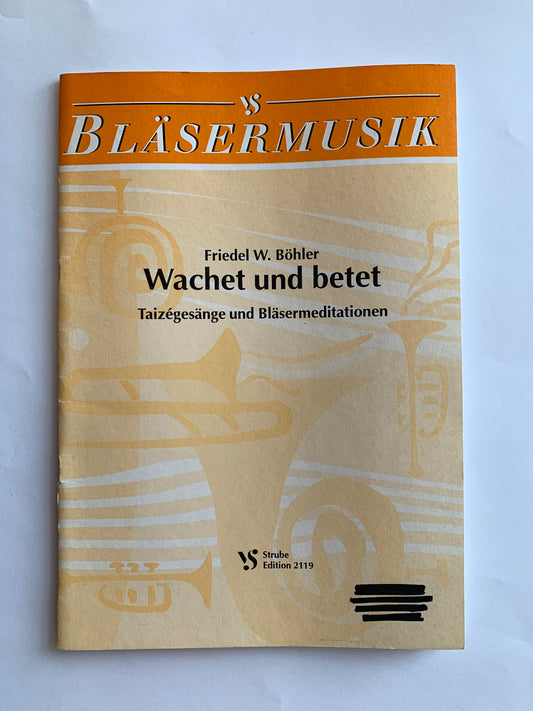 VS
BLÄSERMUSIK
Friedel W. Böhler
Wachet und betet
Taizégesänge und Bläsermeditationen
VS Strube
Edition 2119